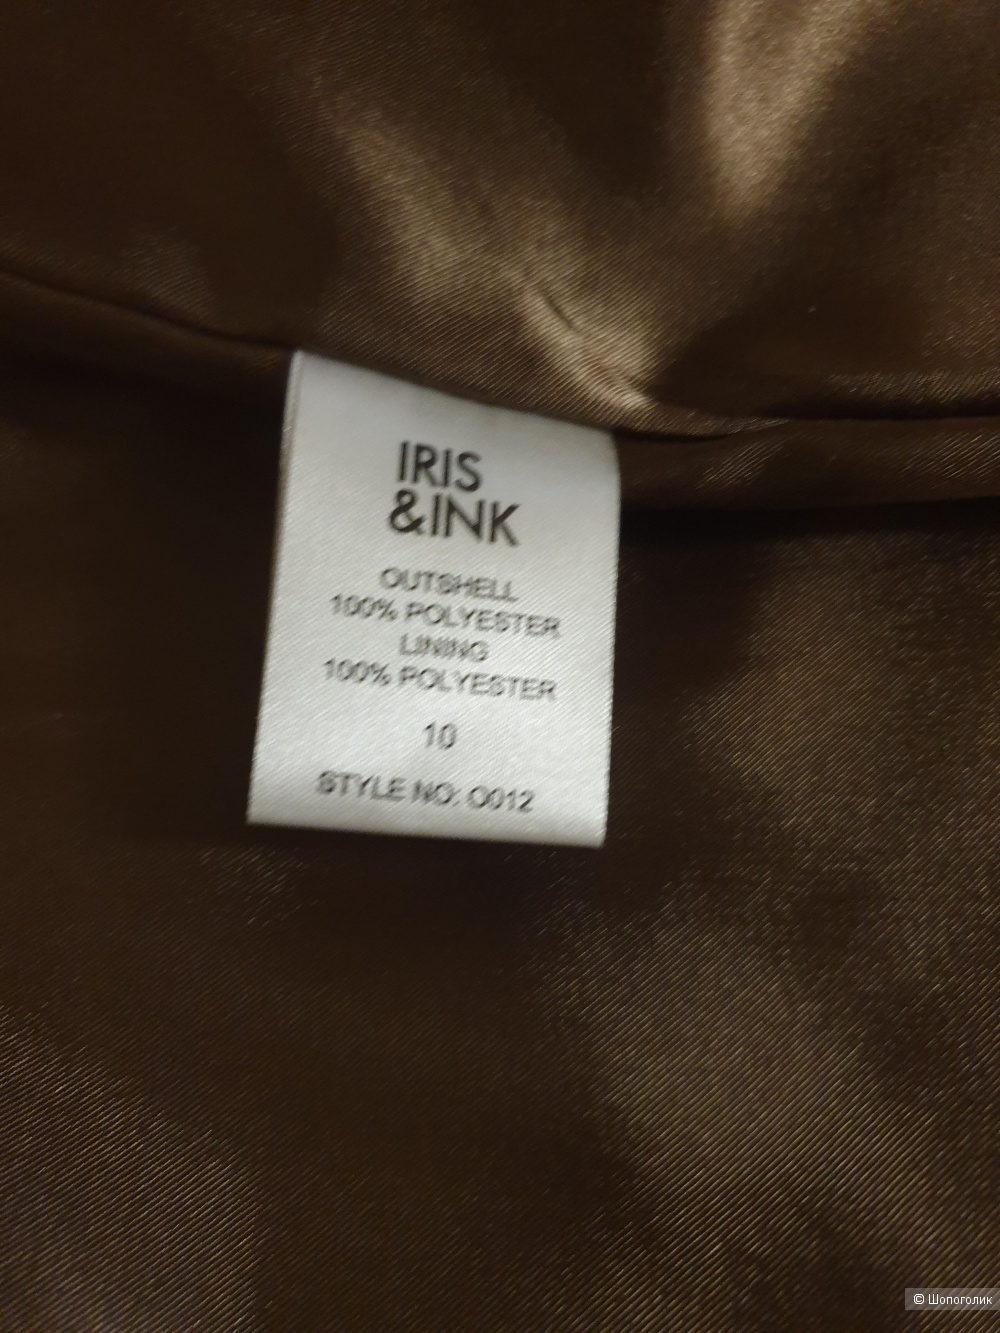 IRIS
&INK
OUTSHELL
100% POLYESTER
LINING
100% POLYESTER
10
STYLE NO: O012
© Шопоголик